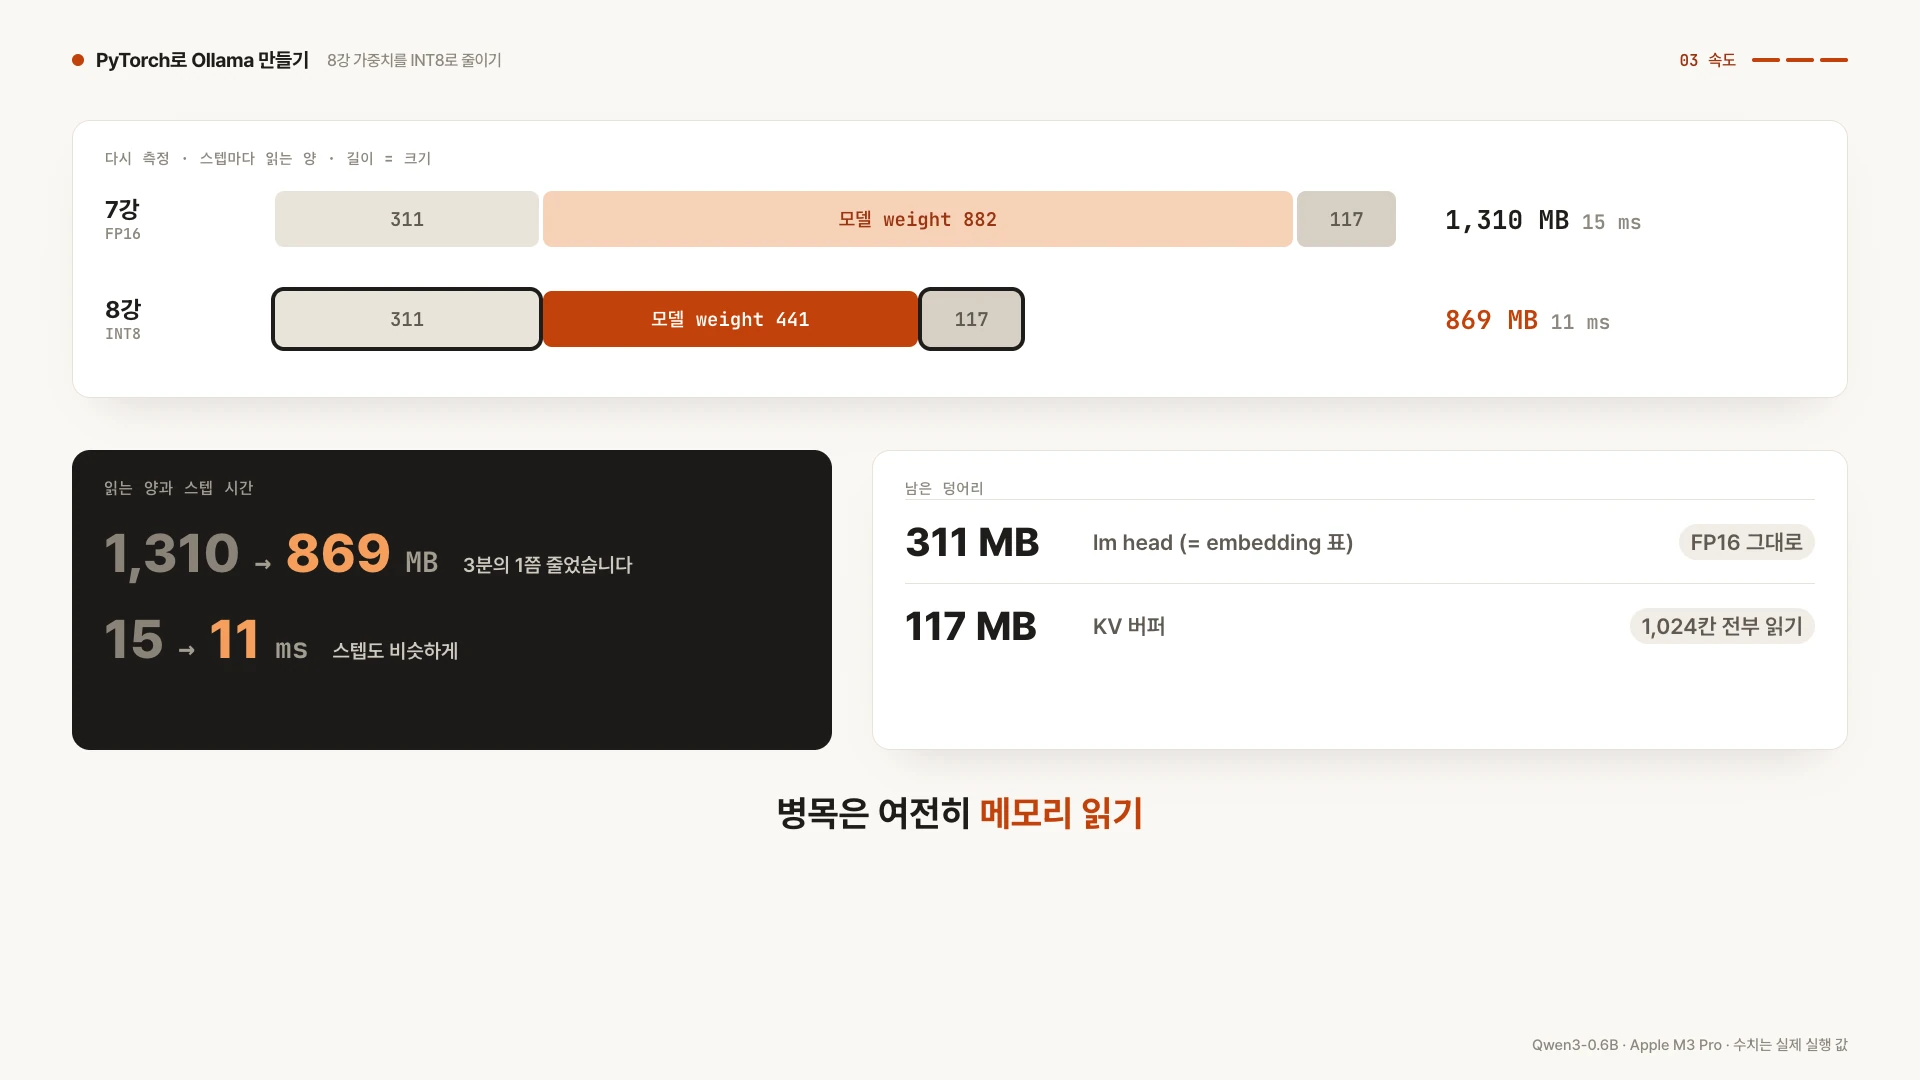 PyTorch로 Ollama 만들기 8강 가중치를 INT8로 줄이기
03 속도
다시 측정 · 스텝마다 읽는 양 · 길이 = 크기
7강
FP16
311 모델 weight 882 117 1,310 MB 15 ms
8강
INT8
311 모델 weight 441 117 869 MB 11 ms
읽는 양과 스텝 시간
1,310 → 869 MB 3분의 1쯤 줄었습니다
15 → 11 ms 스텝도 비슷하게
남은 덩어리
311 MB lm head (= embedding 표) FP16 그대로
117 MB KV 버퍼 1,024칸 전부 읽기
병목은 여전히 메모리 읽기
Qwen3-0.6B · Apple M3 Pro · 수치는 실제 실행 값